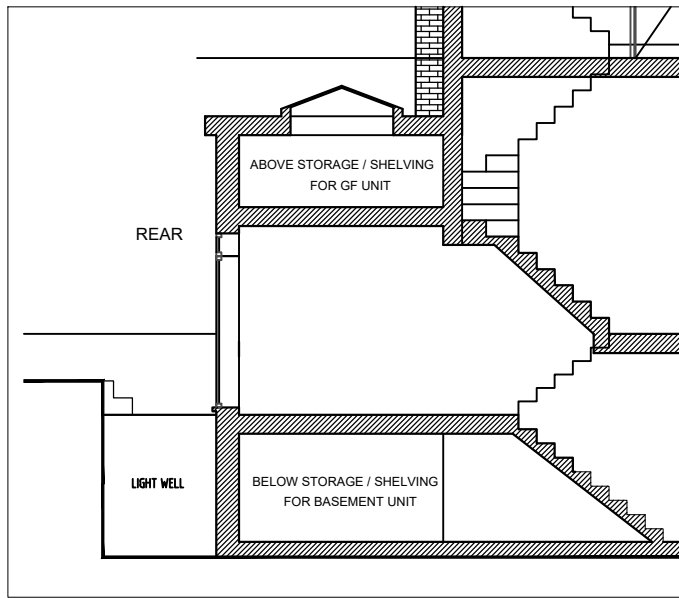 ABOVE STORAGE / SHELVING
FOR GF UNIT
REAR
LIGHT WELL
BELOW STORAGE / SHELVING
FOR BASEMENT UNIT